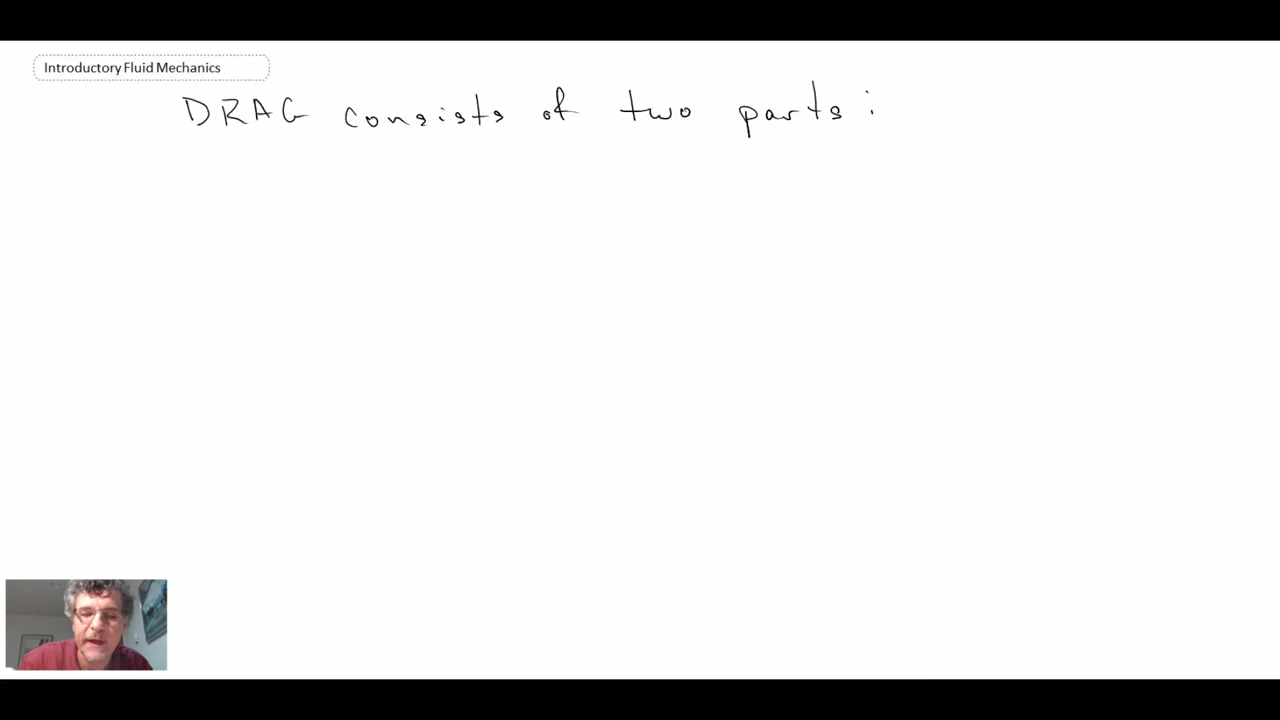 Introductory Fluid Mechanics
DRAG consists of two parts :